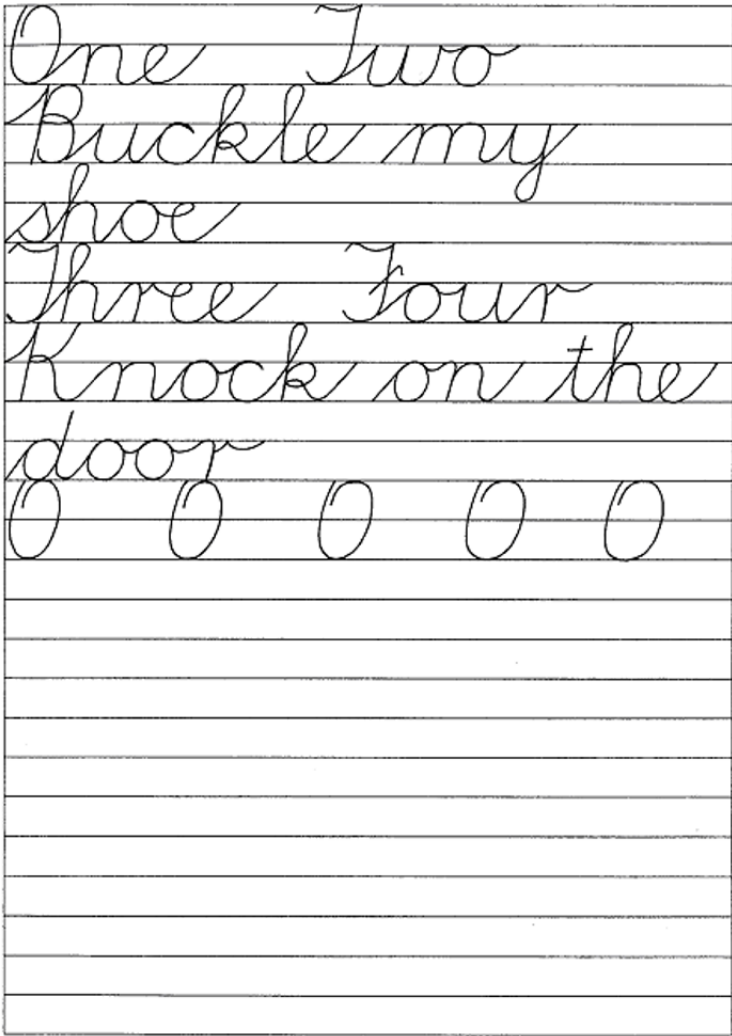 One Two
Buckle my
shoe
Three Four
Knock on the
door
O O O O O